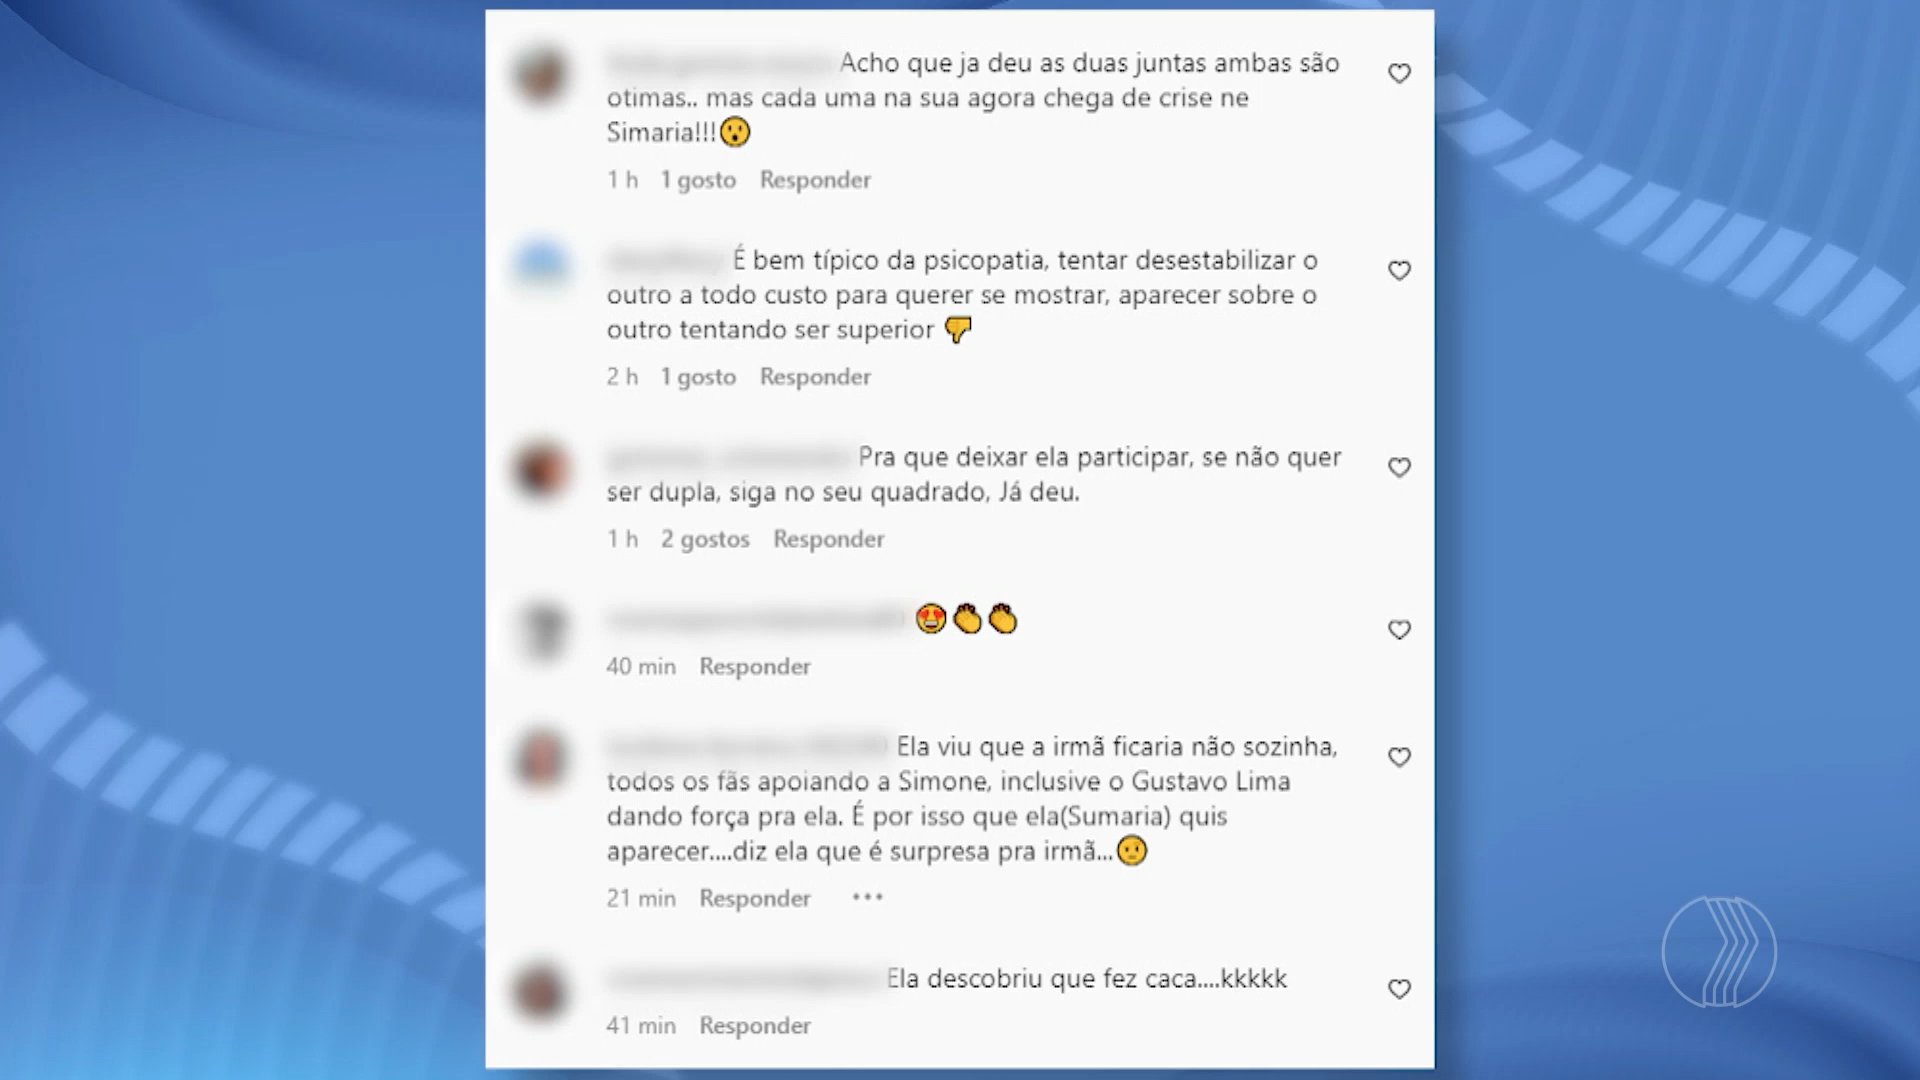 Acho que ja deu as duas juntas ambas são
otimas.. mas cada uma na sua agora chega de crise ne
Simaria!!!😮
1 h 1 gosto Responder
É bem típico da psicopatia, tentar desestabilizar o
outro a todo custo para querer se mostrar, aparecer sobre o
outro tentando ser superior 👎
2 h 1 gosto Responder
Pra que deixar ela participar, se não quer
ser dupla, siga no seu quadrado, Já deu.
1 h 2 gostos Responder
😍👏👏
40 min Responder
Ela viu que a irmã ficaria não sozinha,
todos os fãs apoiando a Simone, inclusive o Gustavo Lima
dando força pra ela. É por isso que ela(Sumaria) quis
aparecer....diz ela que é surpresa pra irmã...😐
21 min Responder ...
Ela descobriu que fez caca....kkkkk
41 min Responder